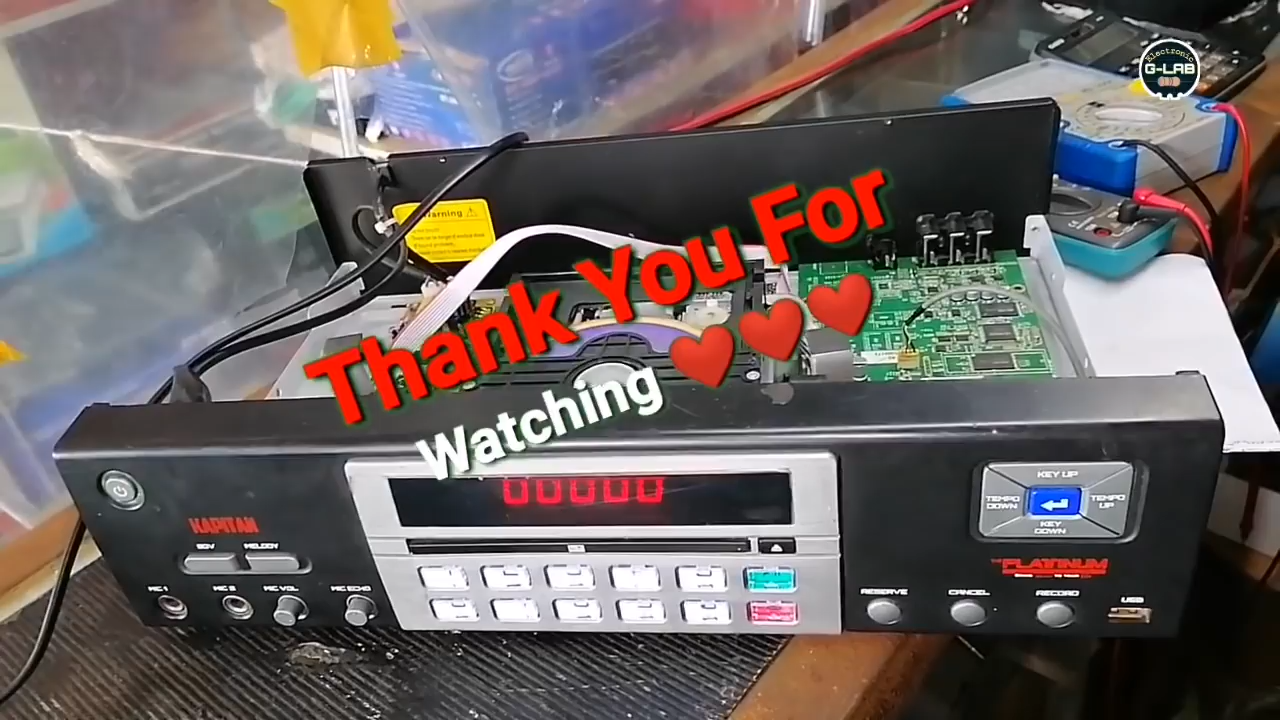 Electronic
G-LAB
Warning
Thank You For
Watching
00000
KEY UP
TEMPO DOWN
TEMPO UP
KEY DOWN
KAPITAN
MELODY
MIC 1
MIC 2
MIC VOL
MIC ECHO
THE PLATINUM
RESERVE
CANCEL
RECORD
USB